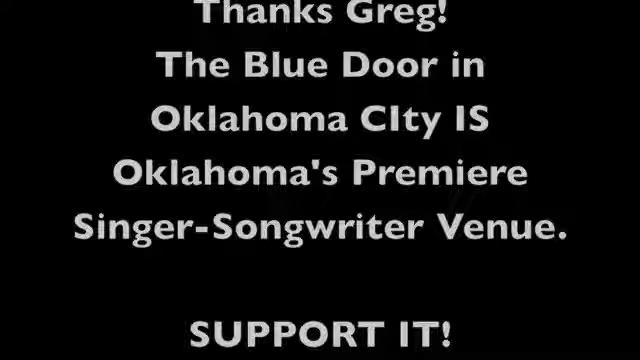 Thanks Greg!
The Blue Door in
Oklahoma CIty IS
Oklahoma's Premiere
Singer-Songwriter Venue.
SUPPORT IT!